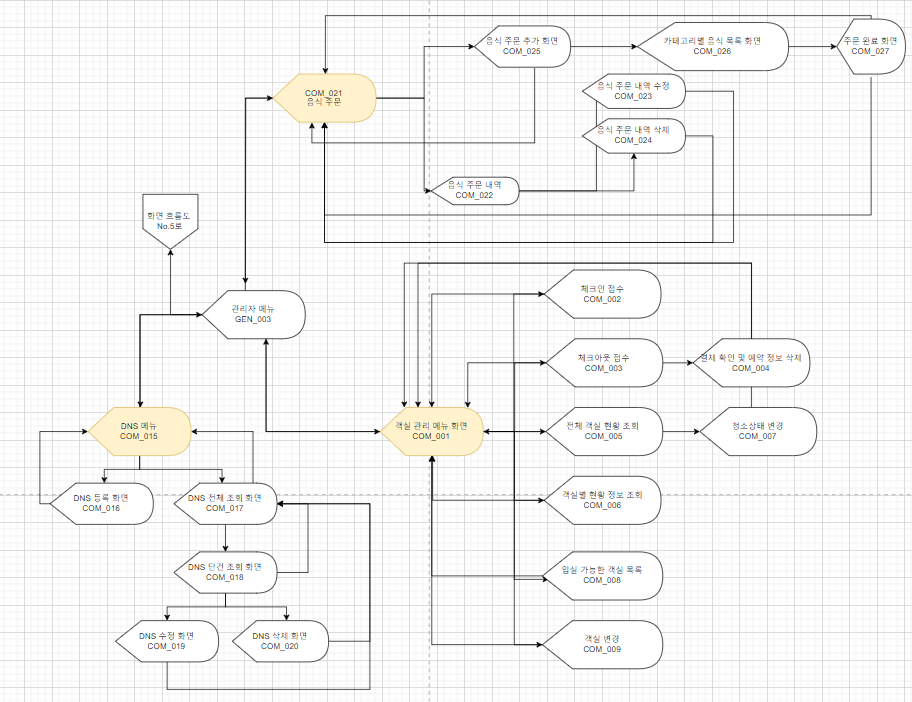 음식 주문 추가 화면
COM_025
카테고리별 음식 목록 화면
COM_026
주문 완료 화면
COM_027
COM_021
음식 주문
음식 주문 내역 수정
COM_023
음식 주문 내역 삭제
COM_024
음식 주문 내역
COM_022
화면 흐름도
No.5로
관리자 메뉴
GEN_003
체크인 접수
COM_002
체크아웃 접수
COM_003
결제 확인 및 예약 정보 삭제
COM_004
DNS 메뉴
COM_015
객실 관리 메뉴 화면
COM_001
전체 객실 현황 조회
COM_005
청소상태 변경
COM_007
DNS 등록 화면
COM_016
DNS 전체 조회 화면
COM_017
객실별 현황 정보 조회
COM_006
DNS 단건 조회 화면
COM_018
입실 가능한 객실 목록
COM_008
DNS 수정 화면
COM_019
DNS 삭제 화면
COM_020
객실 변경
COM_009